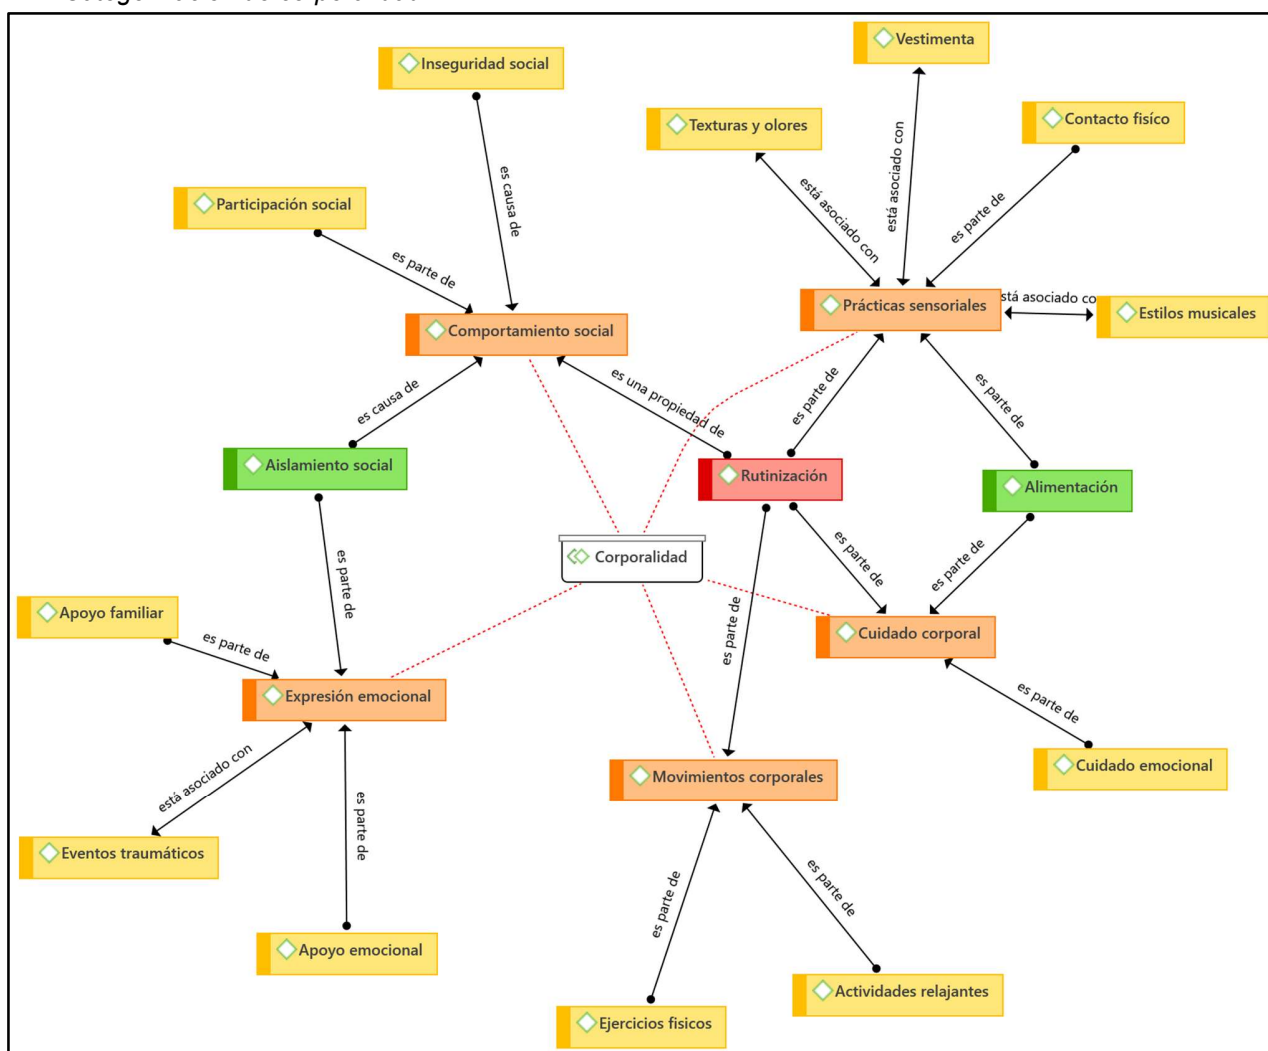 Categorización de corporalidad
Vestimenta
Inseguridad social
Texturas y olores
Contacto fisíco
está asociado con
está asociado con
es parte de
es causa de
Participación social
es parte de
Prácticas sensoriales
stá asociado co
Estilos musicales
Comportamiento social
es causa de
es una propiedad de
es parte de
es parte de
Aislamiento social
Rutinización
Alimentación
es parte de
Corporalidad
es parte de
es parte de
Apoyo familiar
es parte de
es parte de
Cuidado corporal
Expresión emocional
es parte de
está asociado con
Movimientos corporales
Cuidado emocional
es parte de
Eventos traumáticos
es parte de
es parte de
Apoyo emocional
Actividades relajantes
Ejercicios fisicos